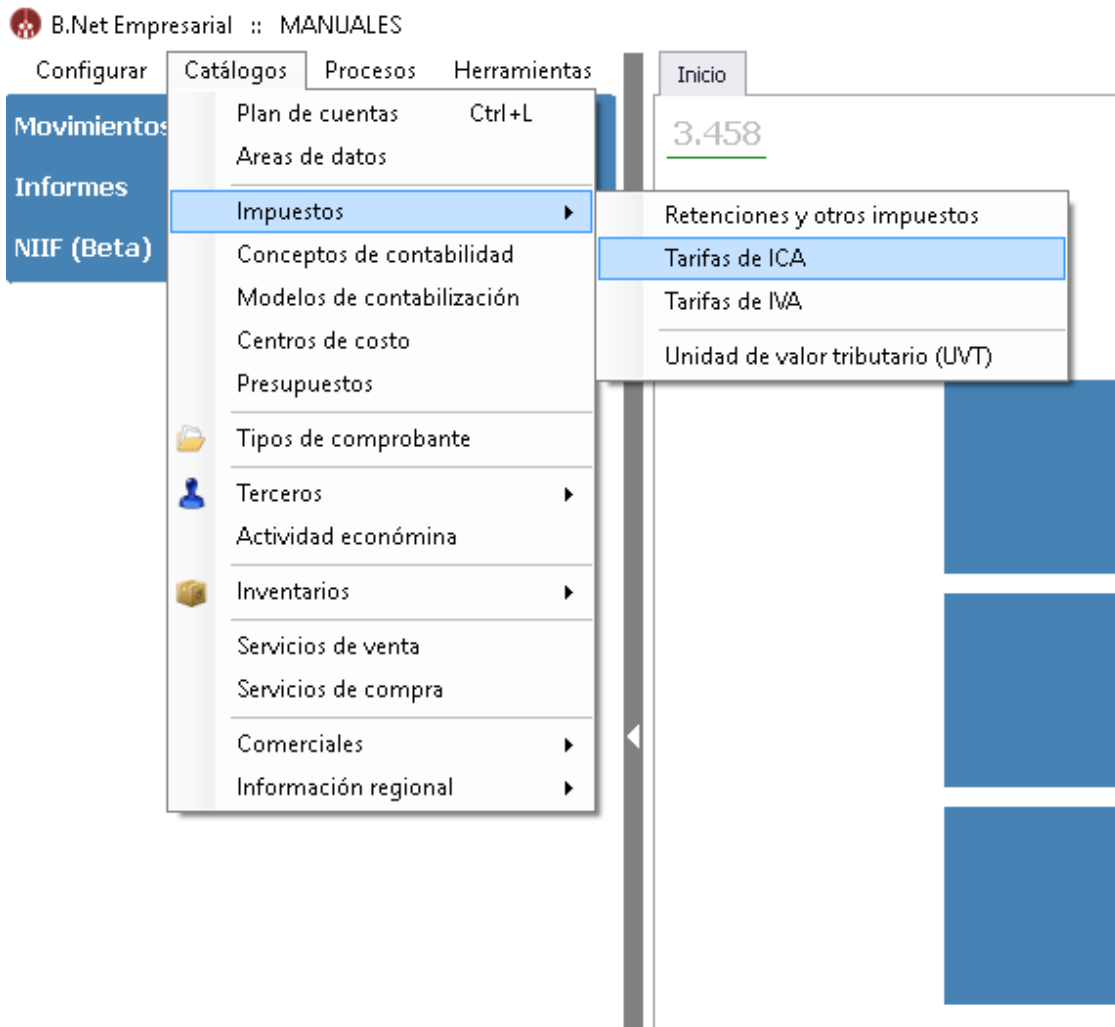 B.Net Empresarial :: MANUALES
Configurar Catálogos Procesos Herramientas
Inicio
3.458
Movimientos
Informes
NIIF (Beta)
Plan de cuentas Ctrl+L
Areas de datos
Impuestos
Conceptos de contabilidad
Modelos de contabilización
Centros de costo
Presupuestos
Tipos de comprobante
Terceros
Actividad económina
Inventarios
Servicios de venta
Servicios de compra
Comerciales
Información regional
Retenciones y otros impuestos
Tarifas de ICA
Tarifas de IVA
Unidad de valor tributario (UVT)